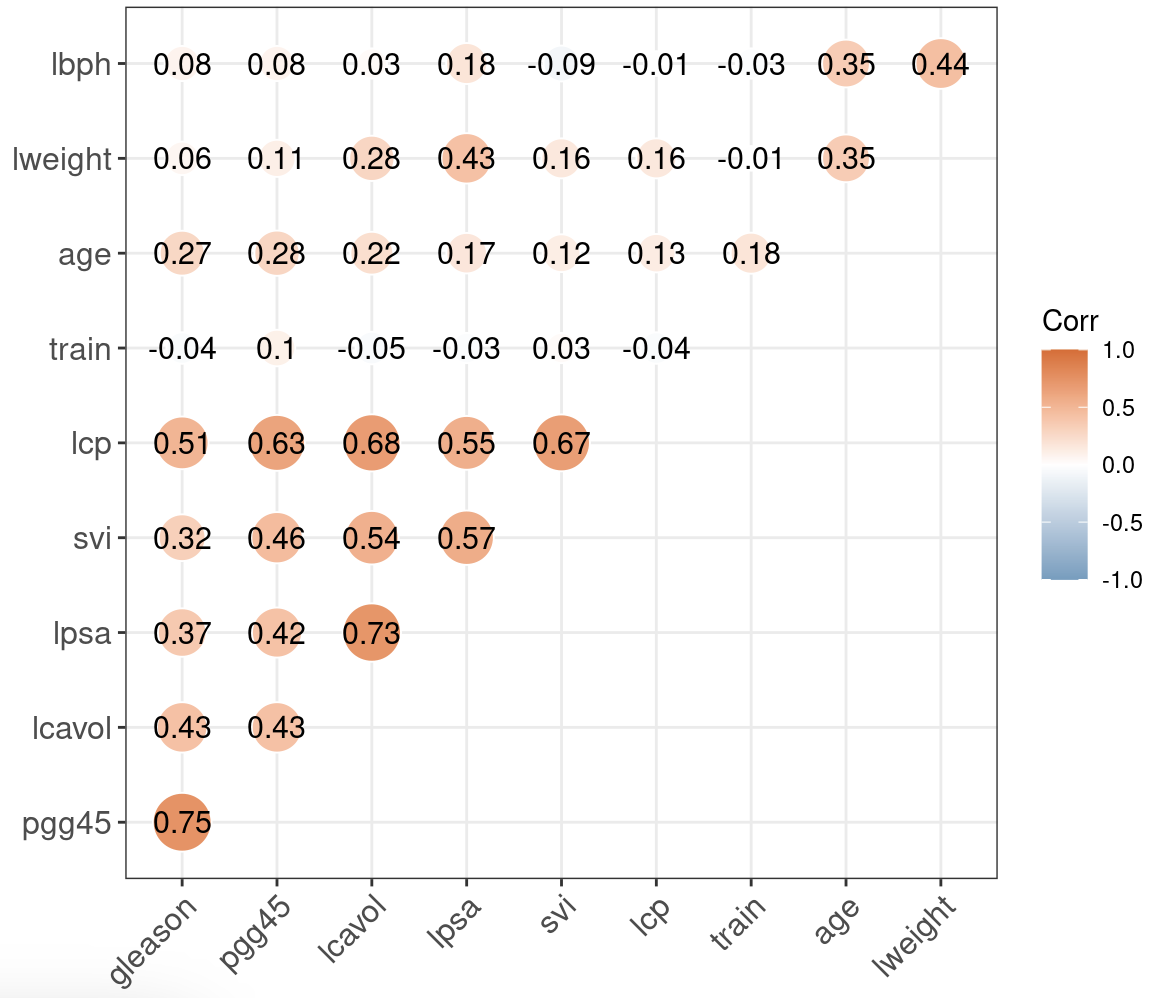 lbph 0.08 0.08 0.03 0.18 -0.09 -0.01 -0.03 0.35 0.44
lweight 0.06 0.11 0.28 0.43 0.16 0.16 -0.01 0.35
age 0.27 0.28 0.22 0.17 0.12 0.13 0.18
train -0.04 0.1 -0.05 -0.03 0.03 -0.04
lcp 0.51 0.63 0.68 0.55 0.67
svi 0.32 0.46 0.54 0.57
lpsa 0.37 0.42 0.73
lcavol 0.43 0.43
pgg45 0.75
gleason pgg45 lcavol lpsa svi lcp train age lweight
Corr
1.0
0.5
0.0
-0.5
-1.0